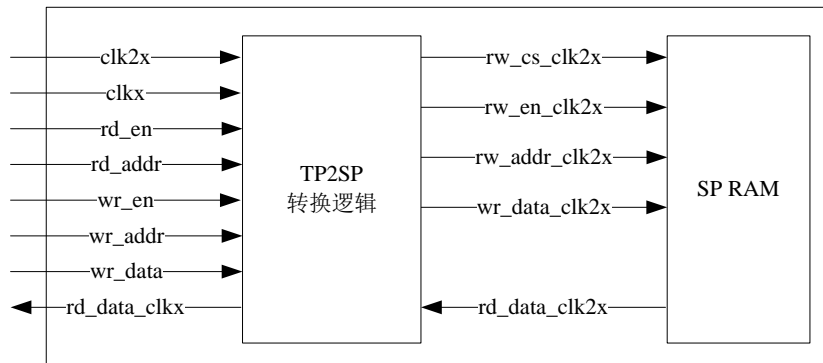 clk2x
clkx
rd_en
rd_addr
wr_en
wr_addr
wr_data
rd_data_clkx
TP2SP
转换逻辑
rw_cs_clk2x
rw_en_clk2x
rw_addr_clk2x
wr_data_clk2x
rd_data_clk2x
SP RAM